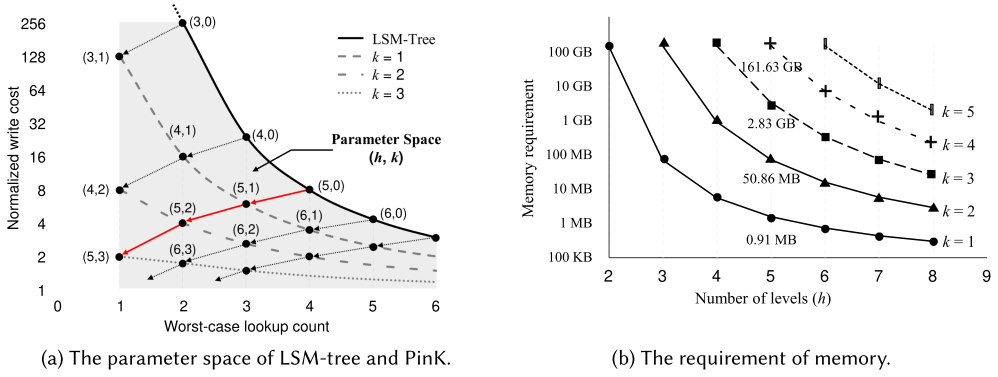 256
128
64
32
16
8
4
2
1
Normalized write cost
0
1
2
3
4
5
6
Worst-case lookup count
(3,0)
(3,1)
(4,1)
(4,0)
(4,2)
(5,1)
(5,0)
(5,2)
(6,1)
(6,0)
(6,2)
(5,3)
(6,3)
LSM-Tree
k = 1
k = 2
k = 3
Parameter Space
(h, k)
(a) The parameter space of LSM-tree and PinK.
100 GB
10 GB
1 GB
100 MB
10 MB
1 MB
100 KB
Memory requirement
161.63 GB
2.83 GB
50.86 MB
0.91 MB
k = 5
k = 4
k = 3
k = 2
k = 1
2
3
4
5
6
7
8
9
Number of levels (h)
(b) The requirement of memory.